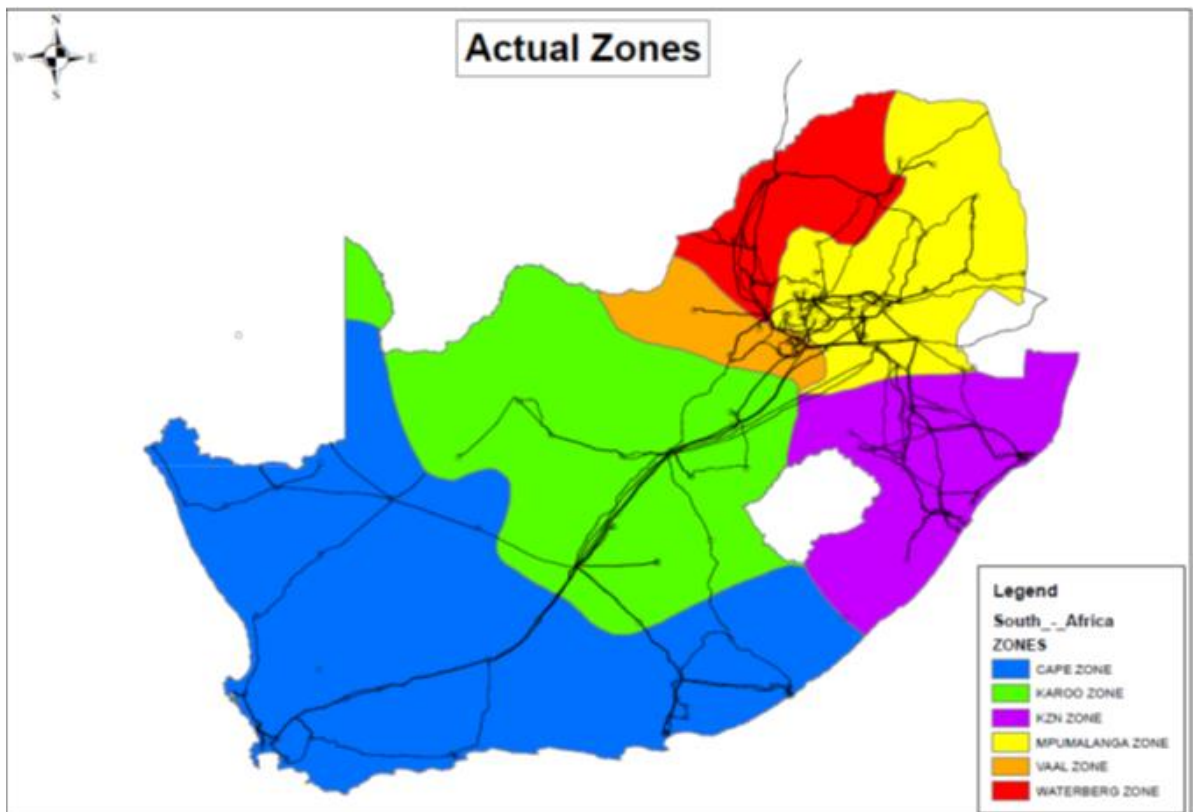 N
W E
S
Actual Zones
Legend
South_-_Africa
ZONES
CAPE ZONE
KAROO ZONE
KZN ZONE
MPUMALANGA ZONE
VAAL ZONE
WATERBERG ZONE